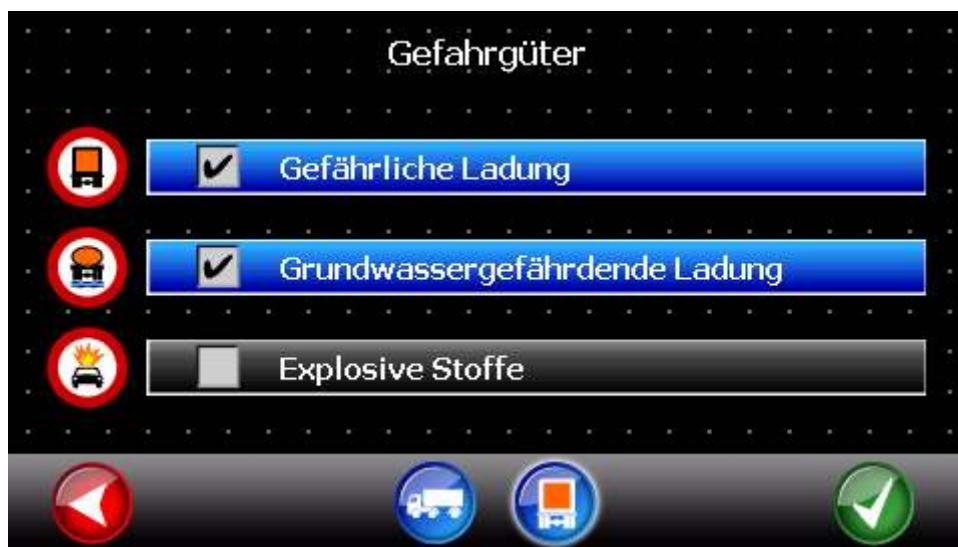 Gefahrgüter
Gefährliche Ladung
Grundwassergefährdende Ladung
Explosive Stoffe